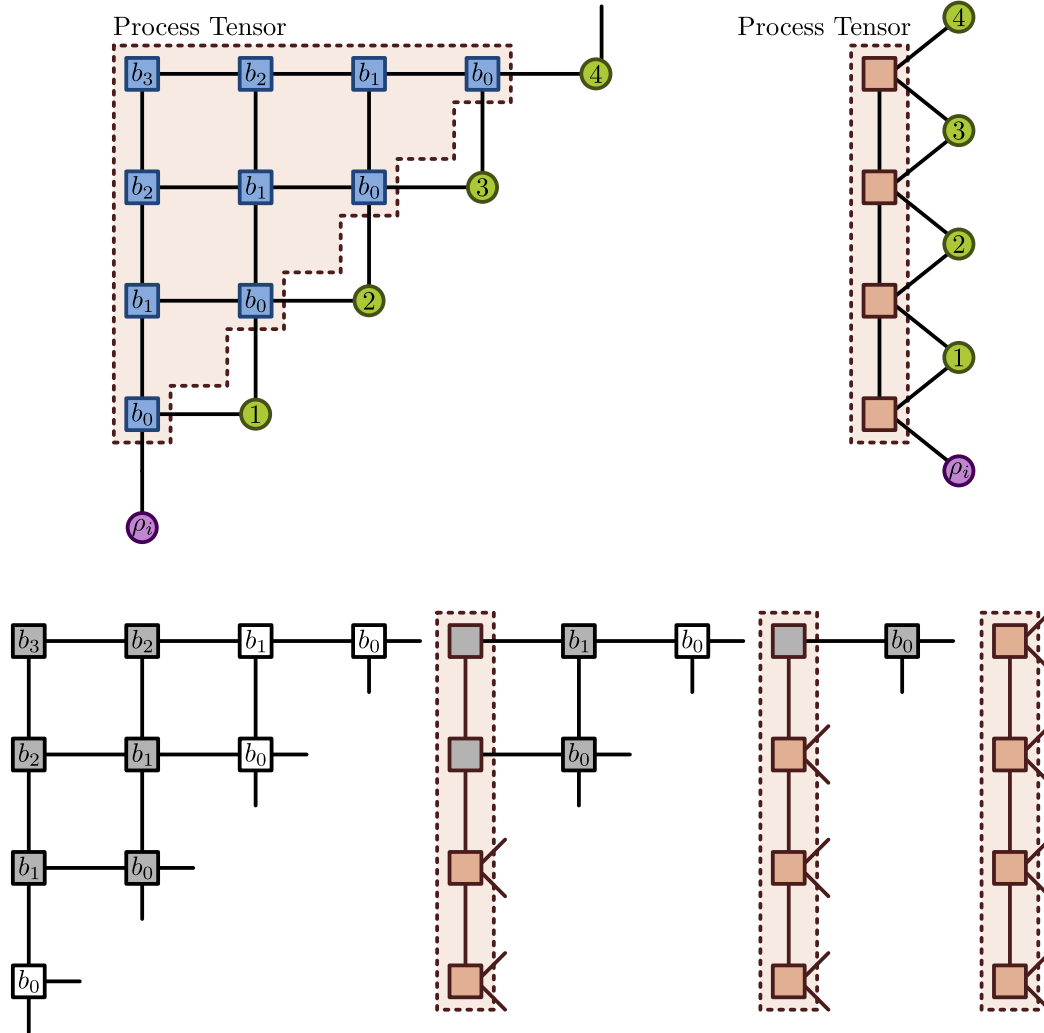 Process Tensor
Process Tensor
4
b₃ b₂ b₁ b₀ 4
3
b₂ b₁ b₀ 3
2
b₁ b₀ 2
1
b₀ 1
ρᵢ
ρᵢ
b₃ b₂ b₁ b₀ b₁ b₀ b₀
b₂ b₁ b₀ b₀
b₁ b₀
b₀